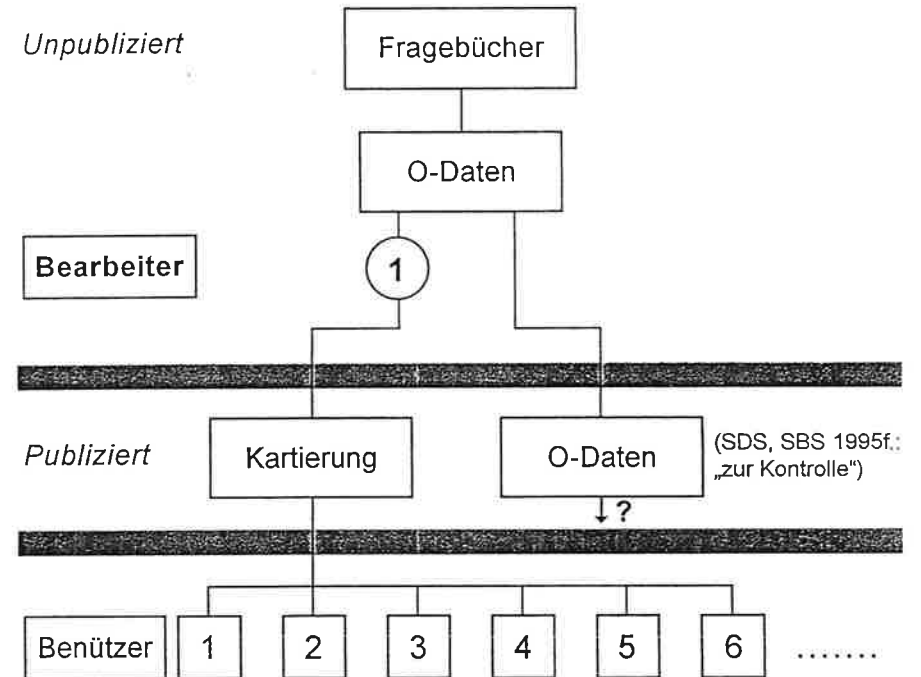 Unpubliziert
Fragebücher
O-Daten
Bearbeiter
1
Publiziert
Kartierung
O-Daten
(SDS, SBS 1995f.:
„zur Kontrolle")
?
Benützer
1
2
3
4
5
6
.......